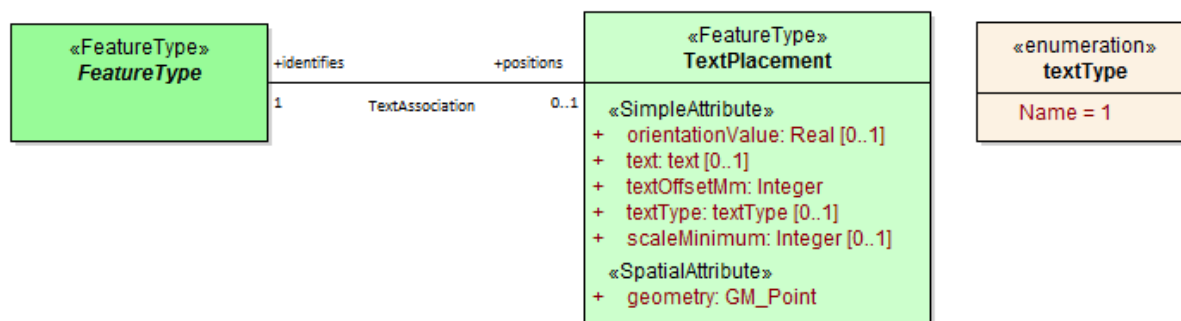 «FeatureType»
FeatureType
+identifies
+positions
1
TextAssociation
0..1
«FeatureType»
TextPlacement
«SimpleAttribute»
+ orientationValue: Real [0..1]
+ text: text [0..1]
+ textOffsetMm: Integer
+ textType: textType [0..1]
+ scaleMinimum: Integer [0..1]
«SpatialAttribute»
+ geometry: GM_Point
«enumeration»
textType
Name = 1